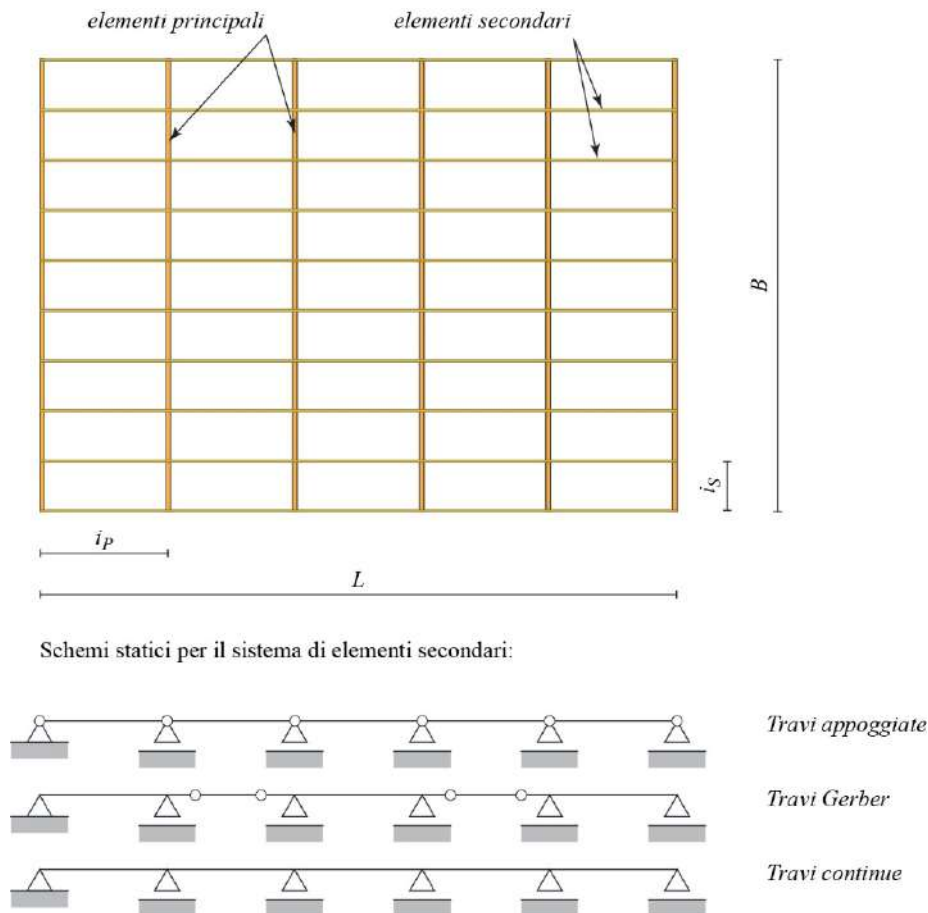 elementi principali
elementi secondari
B
i_S
i_P
L
Schemi statici per il sistema di elementi secondari:
Travi appoggiate
Travi Gerber
Travi continue